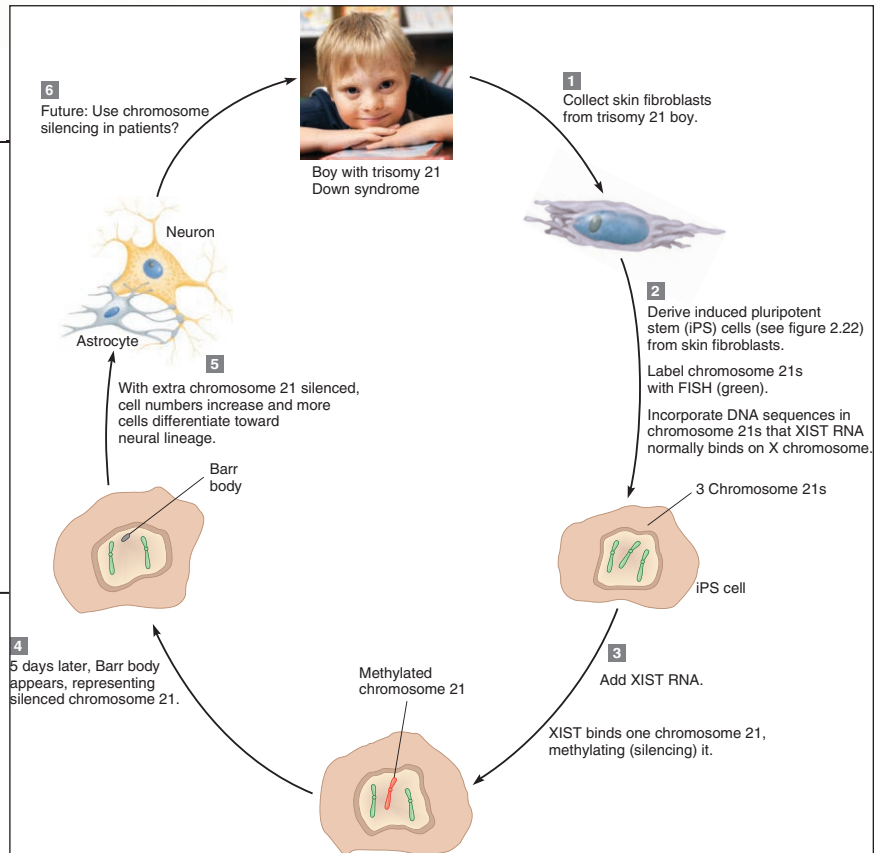 Boy with trisomy 21
Down syndrome
1
Collect skin fibroblasts
from trisomy 21 boy.
2
Derive induced pluripotent
stem (iPS) cells (see figure 2.22)
from skin fibroblasts.
Label chromosome 21s
with FISH (green).
Incorporate DNA sequences in
chromosome 21s that XIST RNA
normally binds on X chromosome.
3 Chromosome 21s
iPS cell
3
Add XIST RNA.
XIST binds one chromosome 21,
methylating (silencing) it.
Methylated
chromosome 21
4
5 days later, Barr body
appears, representing
silenced chromosome 21.
Barr
body
5
With extra chromosome 21 silenced,
cell numbers increase and more
cells differentiate toward
neural lineage.
Astrocyte
Neuron
6
Future: Use chromosome
silencing in patients?